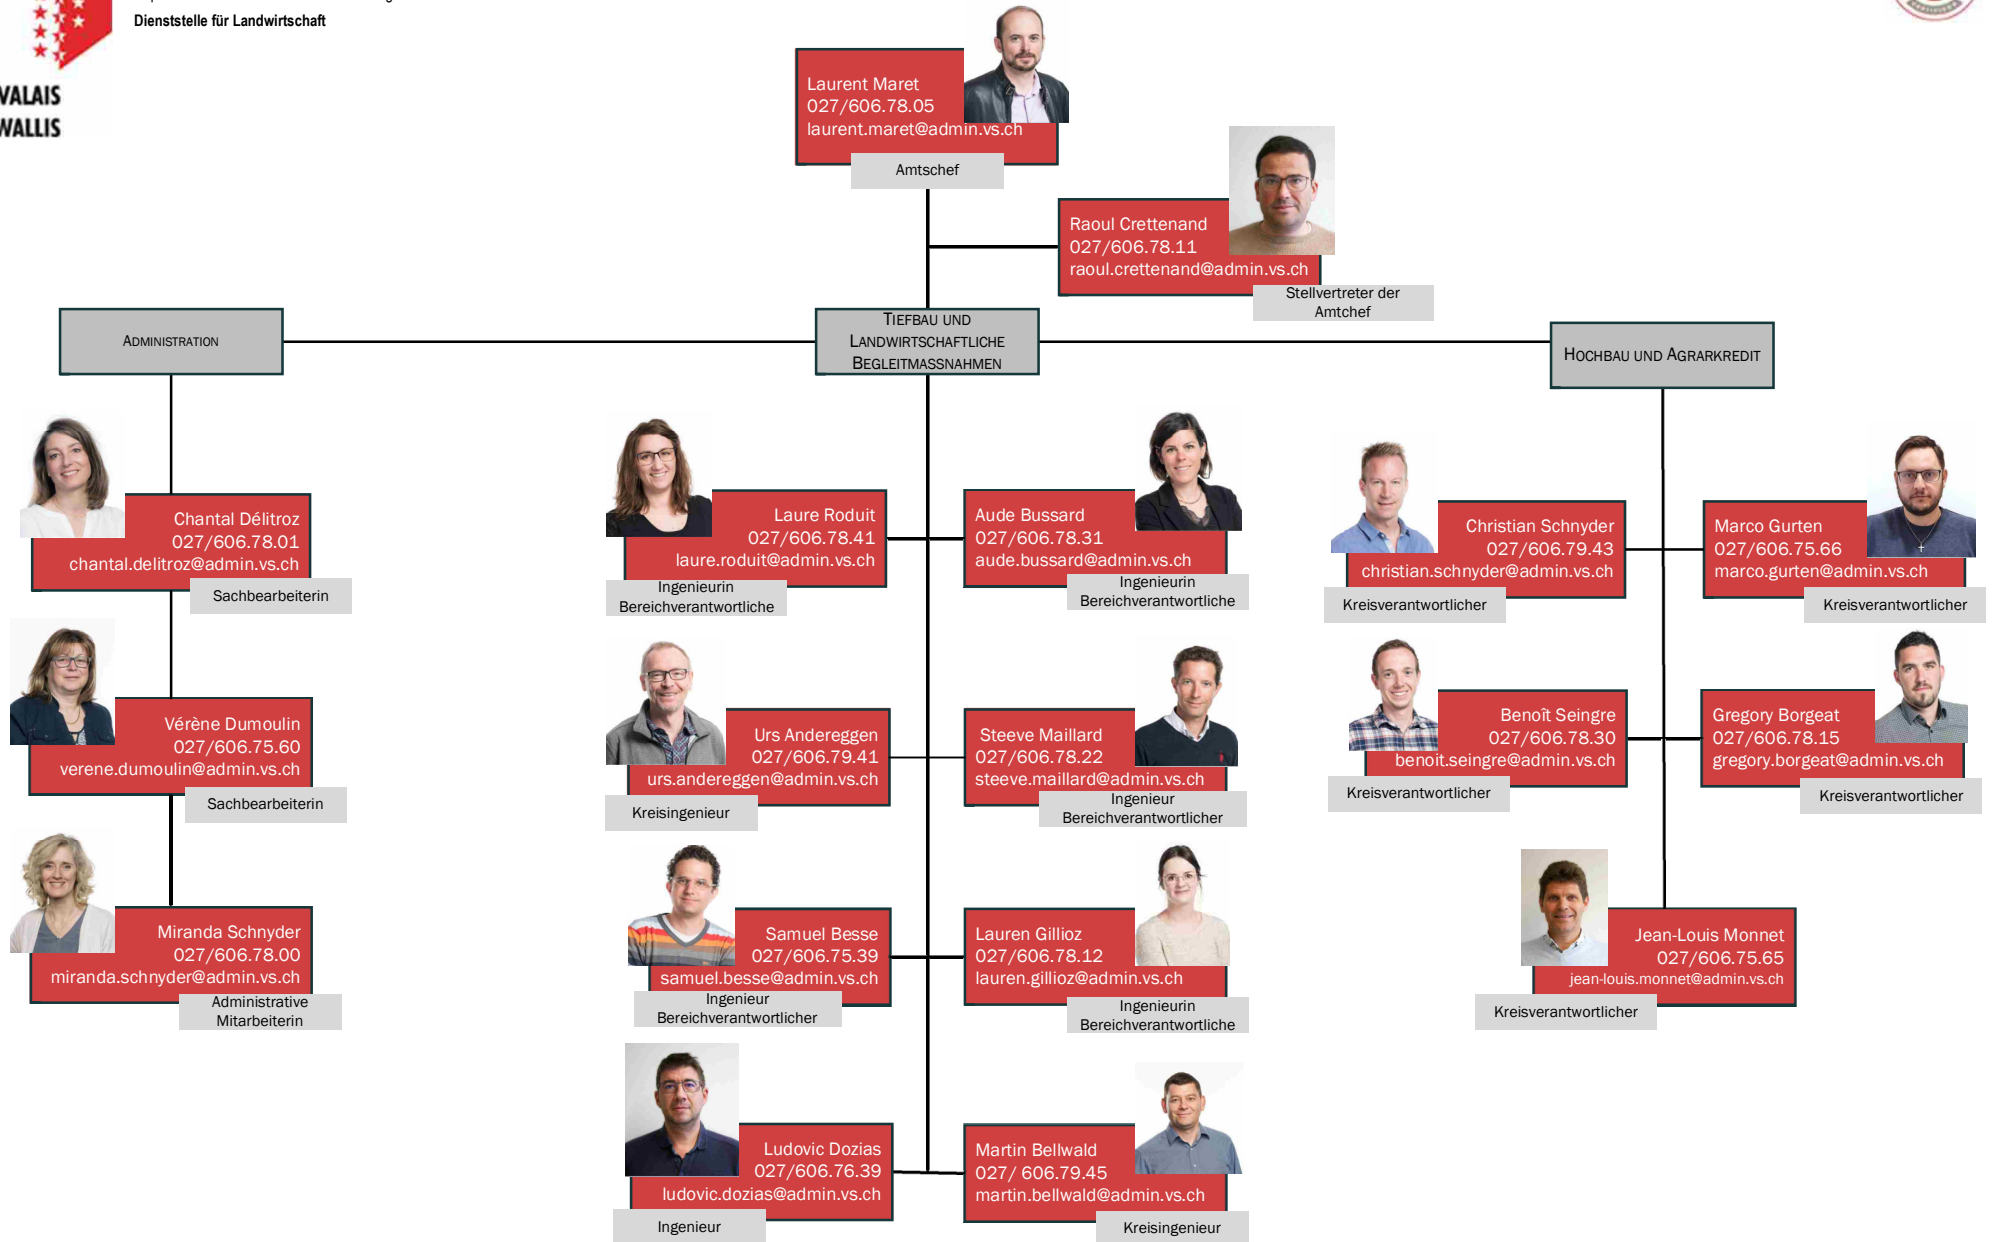 Dienststelle für Landwirtschaft
VALAIS
WALLIS
Laurent Maret
027/606.78.05
laurent.maret@admin.vs.ch
Amtschef
Raoul Crettenand
027/606.78.11
raoul.crettenand@admin.vs.ch
Stellvertreter der
Amtchef
ADMINISTRATION
TIEFBAU UND
LANDWIRTSCHAFTLICHE
BEGLEITMASSNAHMEN
HOCHBAU UND AGRARKREDIT
Chantal Délitroz
027/606.78.01
chantal.delitroz@admin.vs.ch
Sachbearbeiterin
Vérène Dumoulin
027/606.75.60
verene.dumoulin@admin.vs.ch
Sachbearbeiterin
Miranda Schnyder
027/606.78.00
miranda.schnyder@admin.vs.ch
Administrative
Mitarbeiterin
Laure Roduit
027/606.78.41
laure.roduit@admin.vs.ch
Ingenieurin
Bereichverantwortliche
Aude Bussard
027/606.78.31
aude.bussard@admin.vs.ch
Ingenieurin
Bereichverantwortliche
Urs Andereggen
027/606.79.41
urs.andereggen@admin.vs.ch
Kreisingenieur
Steeve Maillard
027/606.78.22
steeve.maillard@admin.vs.ch
Ingenieur
Bereichverantwortlicher
Samuel Besse
027/606.75.39
samuel.besse@admin.vs.ch
Ingenieur
Bereichverantwortlicher
Lauren Gillioz
027/606.78.12
lauren.gillioz@admin.vs.ch
Ingenieurin
Bereichverantwortliche
Ludovic Dozias
027/606.76.39
ludovic.dozias@admin.vs.ch
Ingenieur
Martin Bellwald
027/ 606.79.45
martin.bellwald@admin.vs.ch
Kreisingenieur
Christian Schnyder
027/606.79.43
christian.schnyder@admin.vs.ch
Kreisverantwortlicher
Marco Gurten
027/606.75.66
marco.gurten@admin.vs.ch
Kreisverantwortlicher
Benoît Seingre
027/606.78.30
benoit.seingre@admin.vs.ch
Kreisverantwortlicher
Gregory Borgeat
027/606.78.15
gregory.borgeat@admin.vs.ch
Kreisverantwortlicher
Jean-Louis Monnet
027/606.75.65
jean-louis.monnet@admin.vs.ch
Kreisverantwortlicher